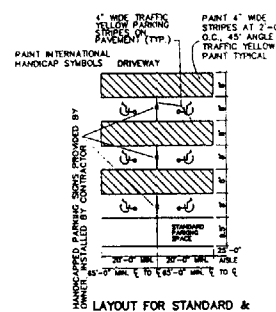 4" WIDE TRAFFIC
YELLOW PARKING
STRIPES ON
PAVEMENT (TYP.)
PAINT 4" WIDE
STRIPES AT 2'-0
O.C., 45° ANGLE
TRAFFIC YELLOW
PAINT TYPICAL
PAINT INTERNATIONAL
HANDICAP SYMBOLS
DRIVEWAY
HANDICAPPED PARKING SIGNS PROVIDED BY
OWNER, INSTALLED BY CONTRACTOR
STANDARD
PARKING
SPACE
25'-0"
20'-0" MIN.
20'-0" MIN.
AISLE
65'-0" MIN. ℄ TO ℄
65'-0" MIN. ℄ TO ℄
LAYOUT FOR STANDARD &